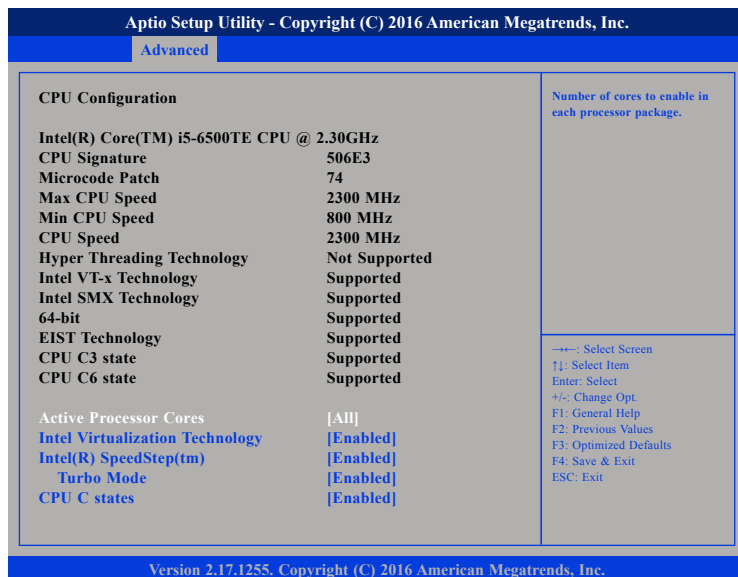 Aptio Setup Utility - Copyright (C) 2016 American Megatrends, Inc.
Advanced
CPU Configuration
Intel(R) Core(TM) i5-6500TE CPU @ 2.30GHz
CPU Signature 506E3
Microcode Patch 74
Max CPU Speed 2300 MHz
Min CPU Speed 800 MHz
CPU Speed 2300 MHz
Hyper Threading Technology Not Supported
Intel VT-x Technology Supported
Intel SMX Technology Supported
64-bit Supported
EIST Technology Supported
CPU C3 state Supported
CPU C6 state Supported
Active Processor Cores [All]
Intel Virtualization Technology [Enabled]
Intel(R) SpeedStep(tm) [Enabled]
Turbo Mode [Enabled]
CPU C states [Enabled]
Number of cores to enable in
each processor package.
→←: Select Screen
↑↓: Select Item
Enter: Select
+/-: Change Opt.
F1: General Help
F2: Previous Values
F3: Optimized Defaults
F4: Save & Exit
ESC: Exit
Version 2.17.1255. Copyright (C) 2016 American Megatrends, Inc.